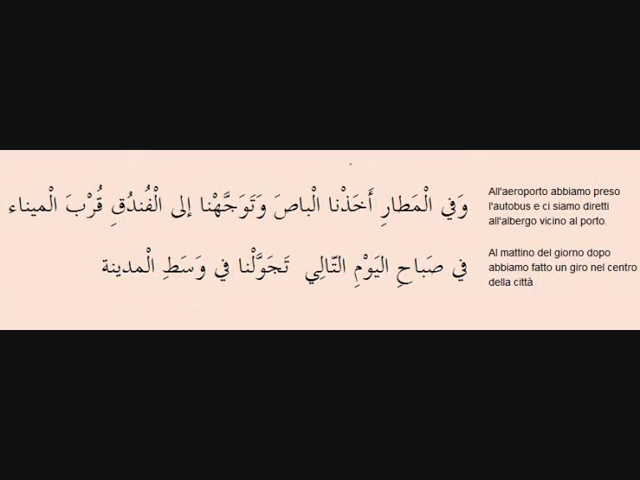 وَفي الْمَطارِ أَخَذْنا الْباصَ وَتَوَجَّهْنا إلى الْفُندُقِ قُرْبَ الْميناء
All'aeroporto abbiamo preso
l'autobus e ci siamo diretti
all'albergo vicino al porto.
في صَباحِ اليَوْمِ التّالِي تَجَوَّلْنا في وَسَطِ الْمدينة
Al mattino del giorno dopo
abbiamo fatto un giro nel centro
della città